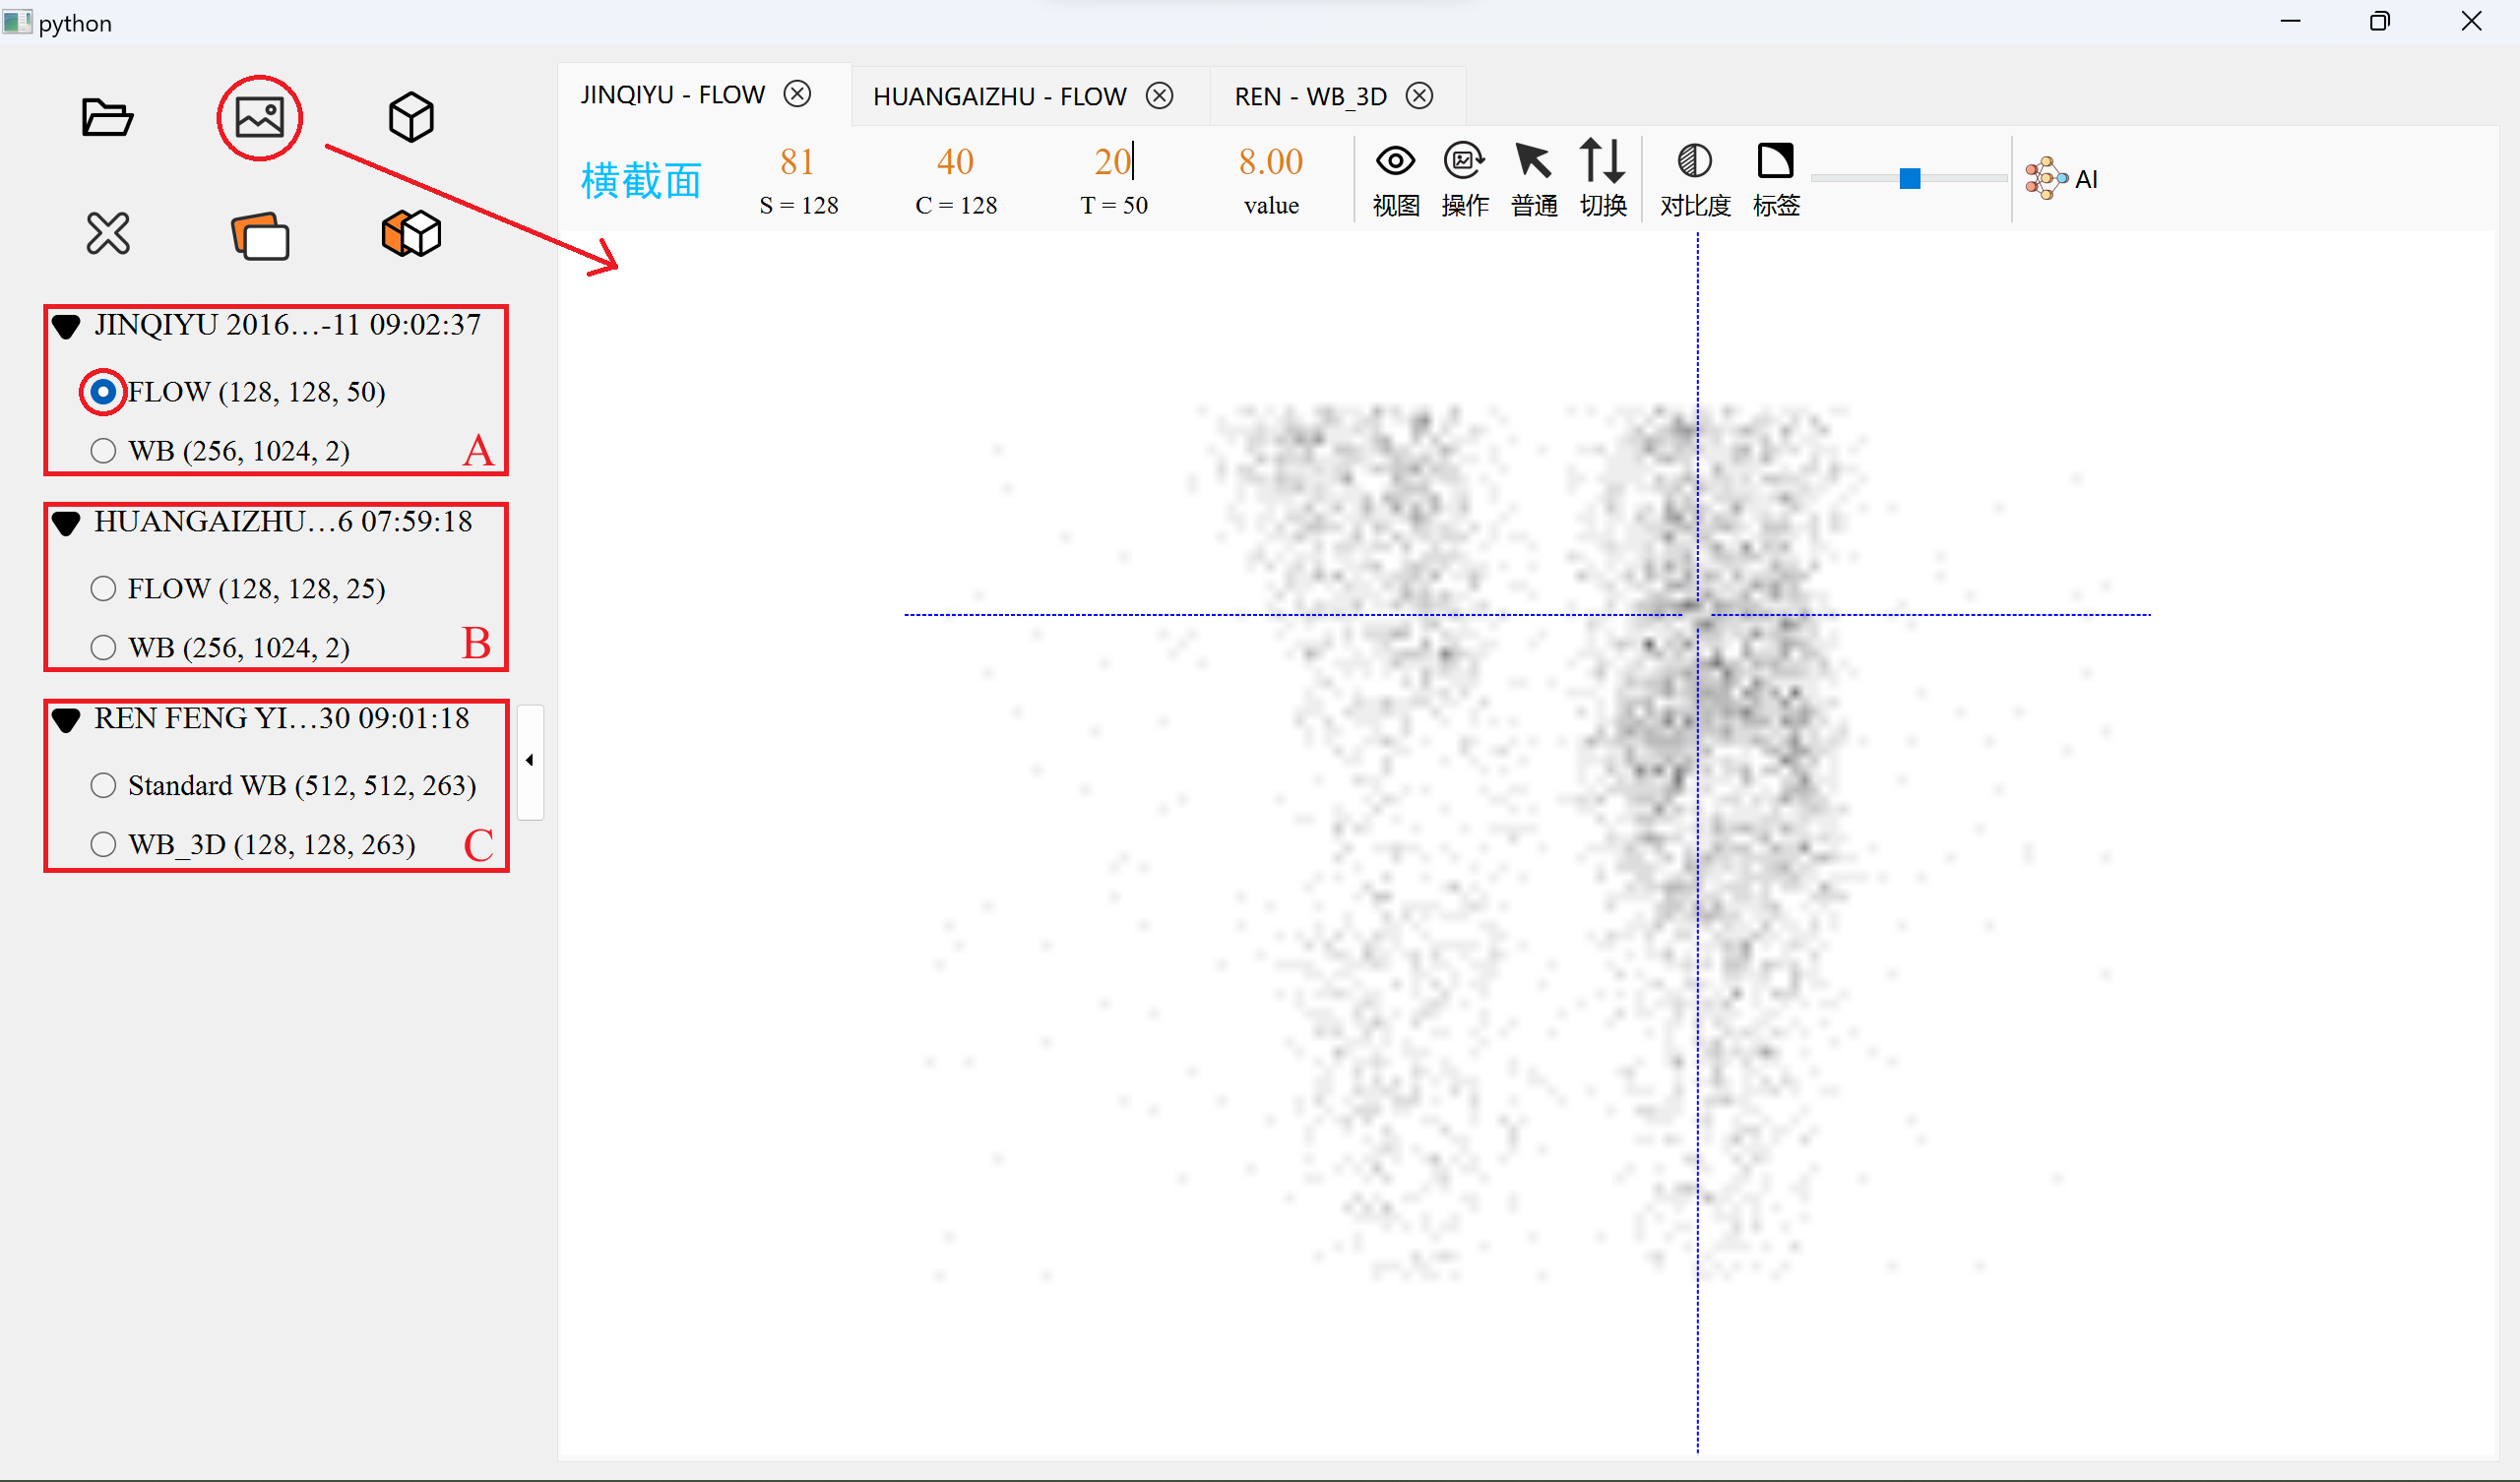 python
JINQIYU - FLOW
HUANGAIZHU - FLOW
REN - WB_3D
横截面
81
40
20
8.00
S = 128
C = 128
T = 50
value
视图
操作
普通
切换
对比度
标签
AI
JINQIYU 2016…-11 09:02:37
FLOW (128, 128, 50)
WB (256, 1024, 2)
A
HUANGAIZHU…6 07:59:18
FLOW (128, 128, 25)
WB (256, 1024, 2)
B
REN FENG YI…30 09:01:18
Standard WB (512, 512, 263)
WB_3D (128, 128, 263)
C